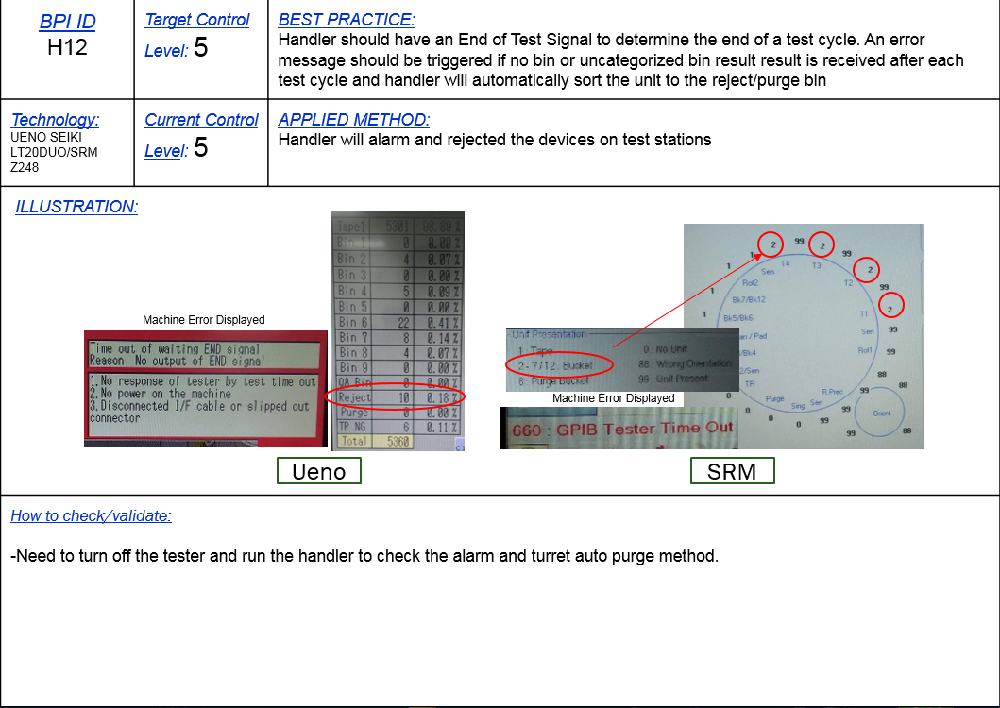 BPI ID
H12
Target Control
Level: 5
BEST PRACTICE:
Handler should have an End of Test Signal to determine the end of a test cycle. An error
message should be triggered if no bin or uncategorized bin result result is received after each
test cycle and handler will automatically sort the unit to the reject/purge bin
Technology:
UENO SEIKI
LT20DUO/SRM
Z248
Current Control
Level: 5
APPLIED METHOD:
Handler will alarm and rejected the devices on test stations
ILLUSTRATION:
Machine Error Displayed
Time out of waiting END signal
Reason No output of END signal
1.No response of tester by test time out
2.No power on the machine
3.Disconnected I/F cable or slipped out
connector
Tape1 5301 98.89 %
Bin 1 0 0.00 %
Bin 2 4 0.07 %
Bin 3 0 0.00 %
Bin 4 5 0.09 %
Bin 5 0 0.00 %
Bin 6 22 0.41 %
Bin 7 8 0.14 %
Bin 8 4 0.07 %
Bin 9 0 0.00 %
QA Bin 0 0.00 %
Reject 10 0.18 %
Purge 0 0.00 %
TP NG 6 0.11 %
Total 5360
Ueno
Unit Presentation
1 : Tape
0 : No Unit
2 - 7/12 : Bucket
88 : Wrong Orientation
8 : Purge Bucket
99 : Unit Present
Machine Error Displayed
660 : GPIB Tester Time Out
1 2 99 2 99 2 99 2 99 99 88 88 99 88 99 99 99 0 0 0 1 1 1
Sen T4 T3 T2 T1 Sen Rot1
Rot2
Bk7/Bk12
Bk5/Bk6
an / Pad
/Bk4
2/Sen
TR
Purge Sing Sen R.Prec
Orient
SRM
How to check/validate:
-Need to turn off the tester and run the handler to check the alarm and turret auto purge method.